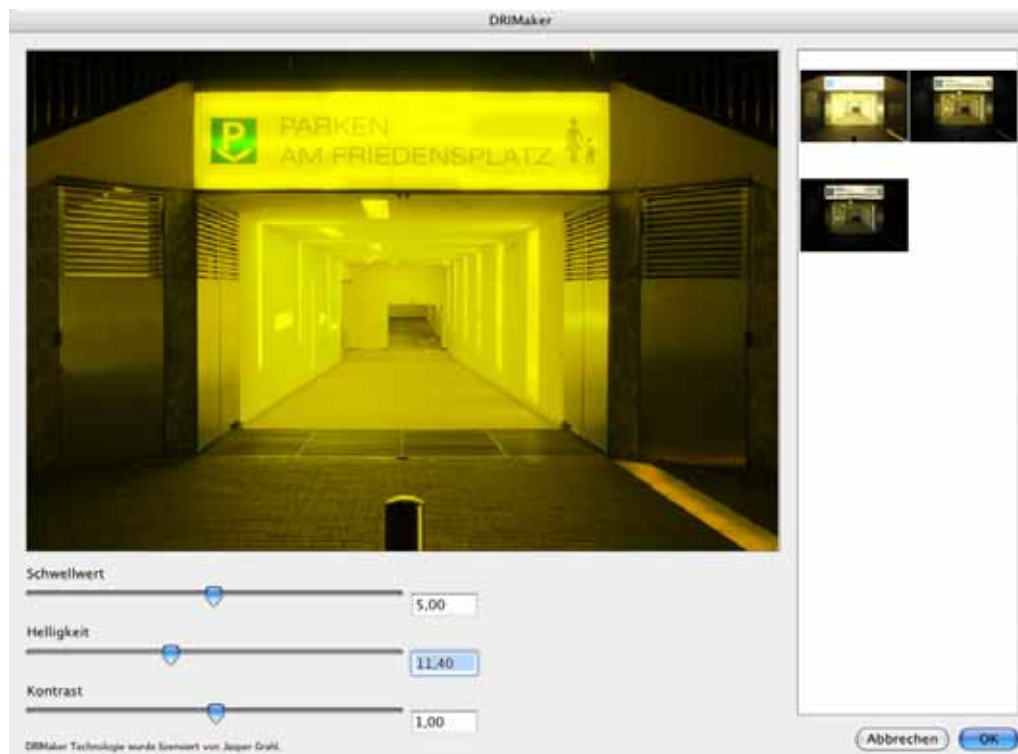 DRIMaker
P
PARKEN
AM FRIEDENSPLATZ
Schwellwert
5,00
Helligkeit
11,40
Kontrast
1,00
DRIMaker Technologie wurde lizensiert von Jasper Grahl.
Abbrechen
OK